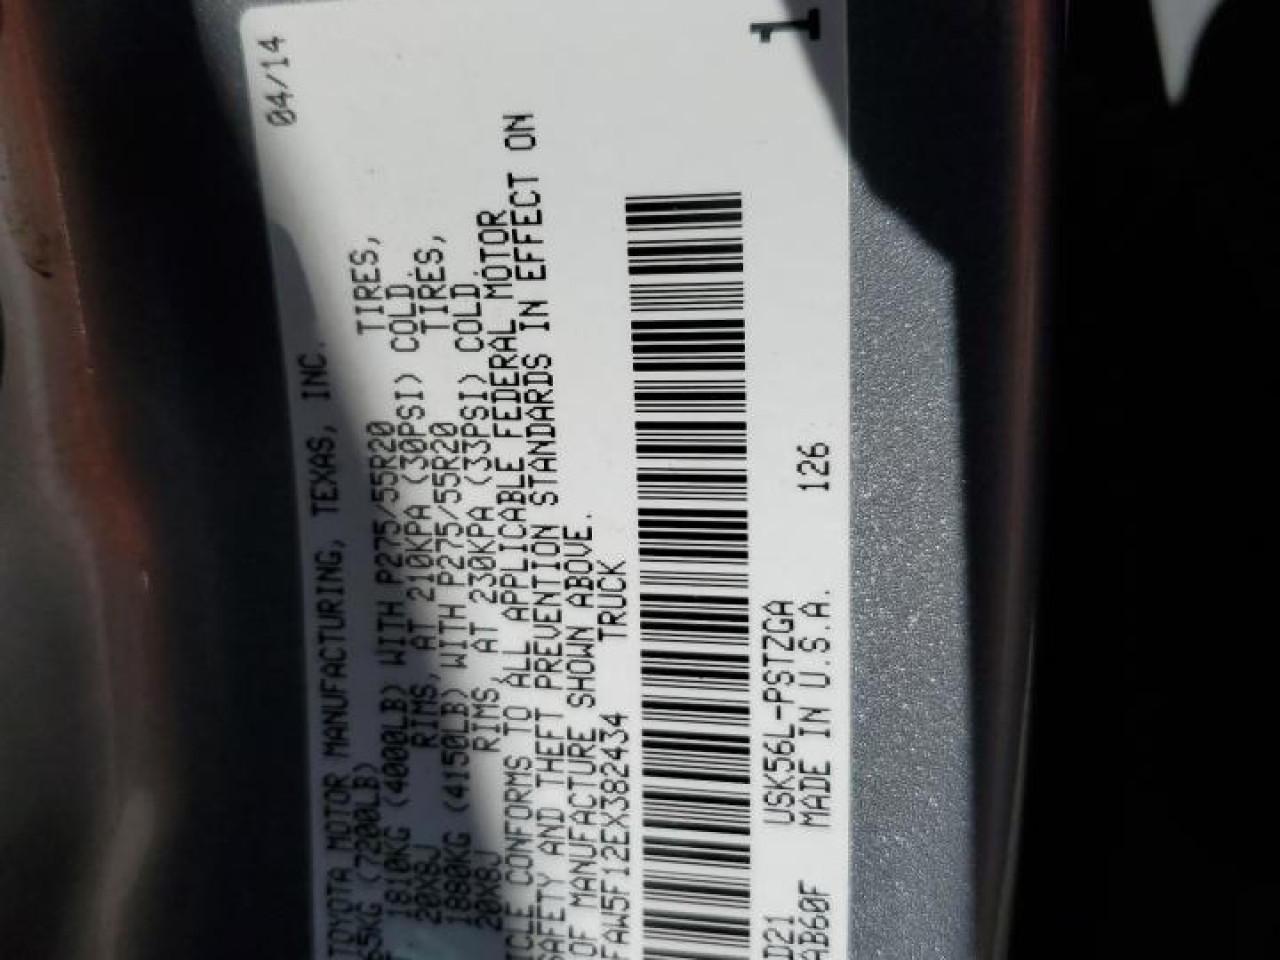 04/14
TOYOTA MOTOR MANUFACTURING, TEXAS, INC.
65KG (7200LB)
1810KG (4000LB) WITH P275/55R20 TIRES,
20X8J RIMS, AT 210KPA (30PSI) COLD.
1880KG (4150LB) WITH P275/55R20 TIRES,
20X8J RIMS, AT 230KPA (33PSI) COLD.
ICLE CONFORMS TO ALL APPLICABLE FEDERAL MOTOR
SAFETY AND THEFT PREVENTION STANDARDS IN EFFECT ON
OF MANUFACTURE SHOWN ABOVE.
FAW5F12EX382434 TRUCK
D21 USK56L-PSTZGA
AB60F MADE IN U.S.A. 126
1